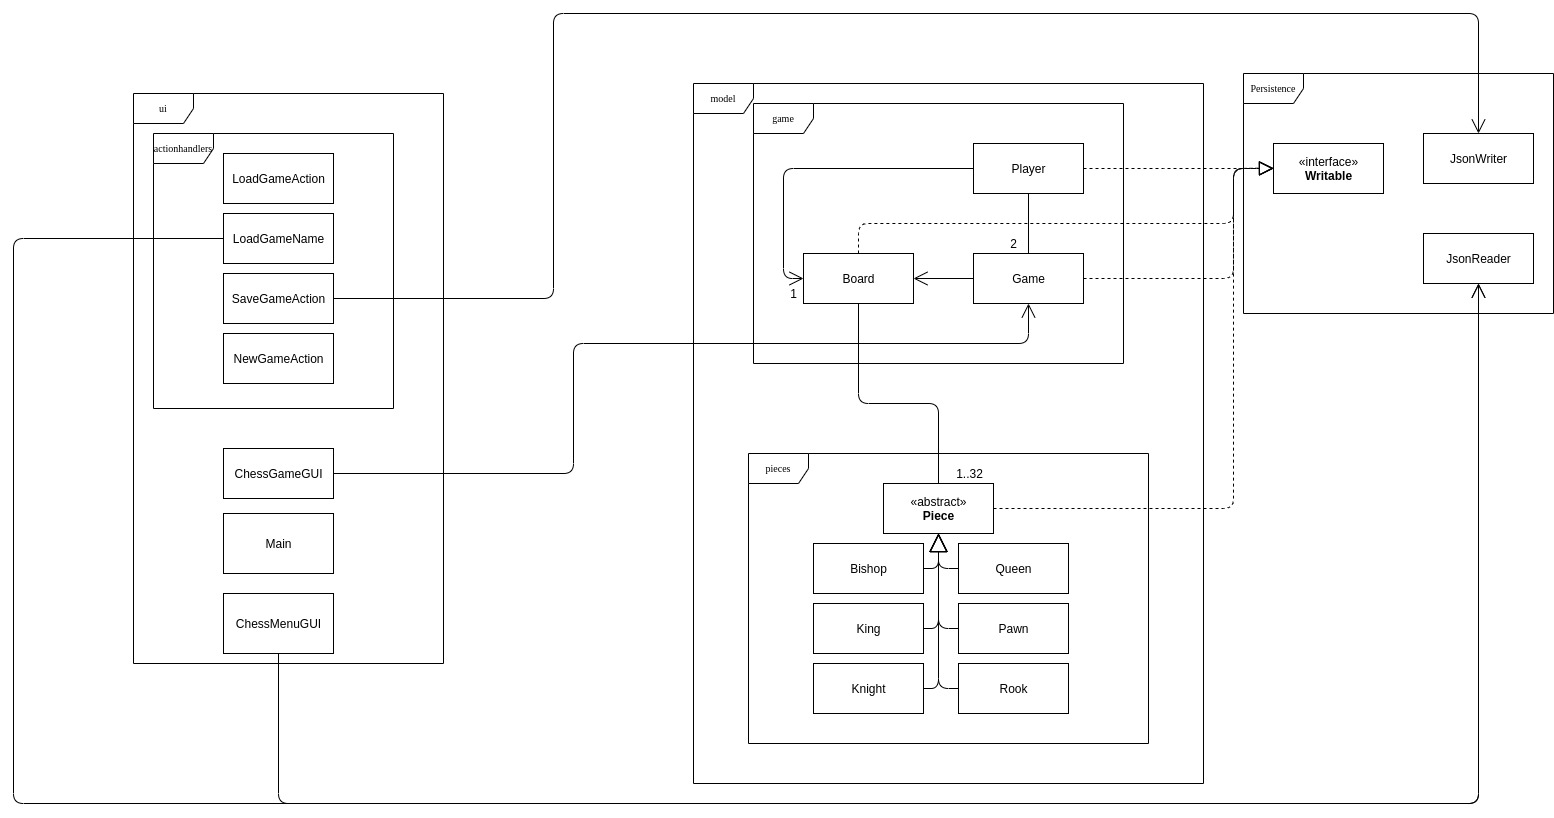 ui
actionhandlers
LoadGameAction
LoadGameName
SaveGameAction
NewGameAction
ChessGameGUI
Main
ChessMenuGUI
model
game
Player
2
Board
Game
1
pieces
1..32
«abstract»
Piece
Bishop
Queen
King
Pawn
Knight
Rook
Persistence
«interface»
Writable
JsonWriter
JsonReader